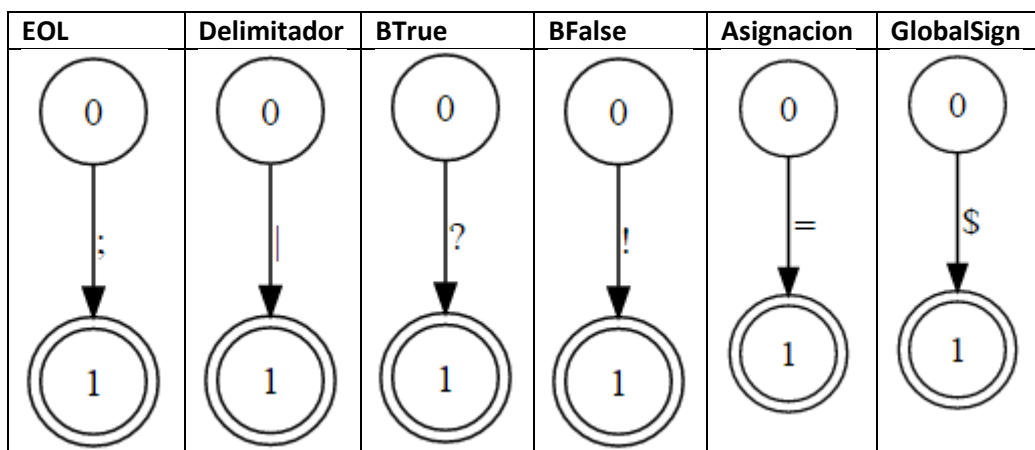 EOL Delimitador BTrue BFalse Asignacion GlobalSign
0 0 0 0 0 0
; | ? ! = $
1 1 1 1 1 1